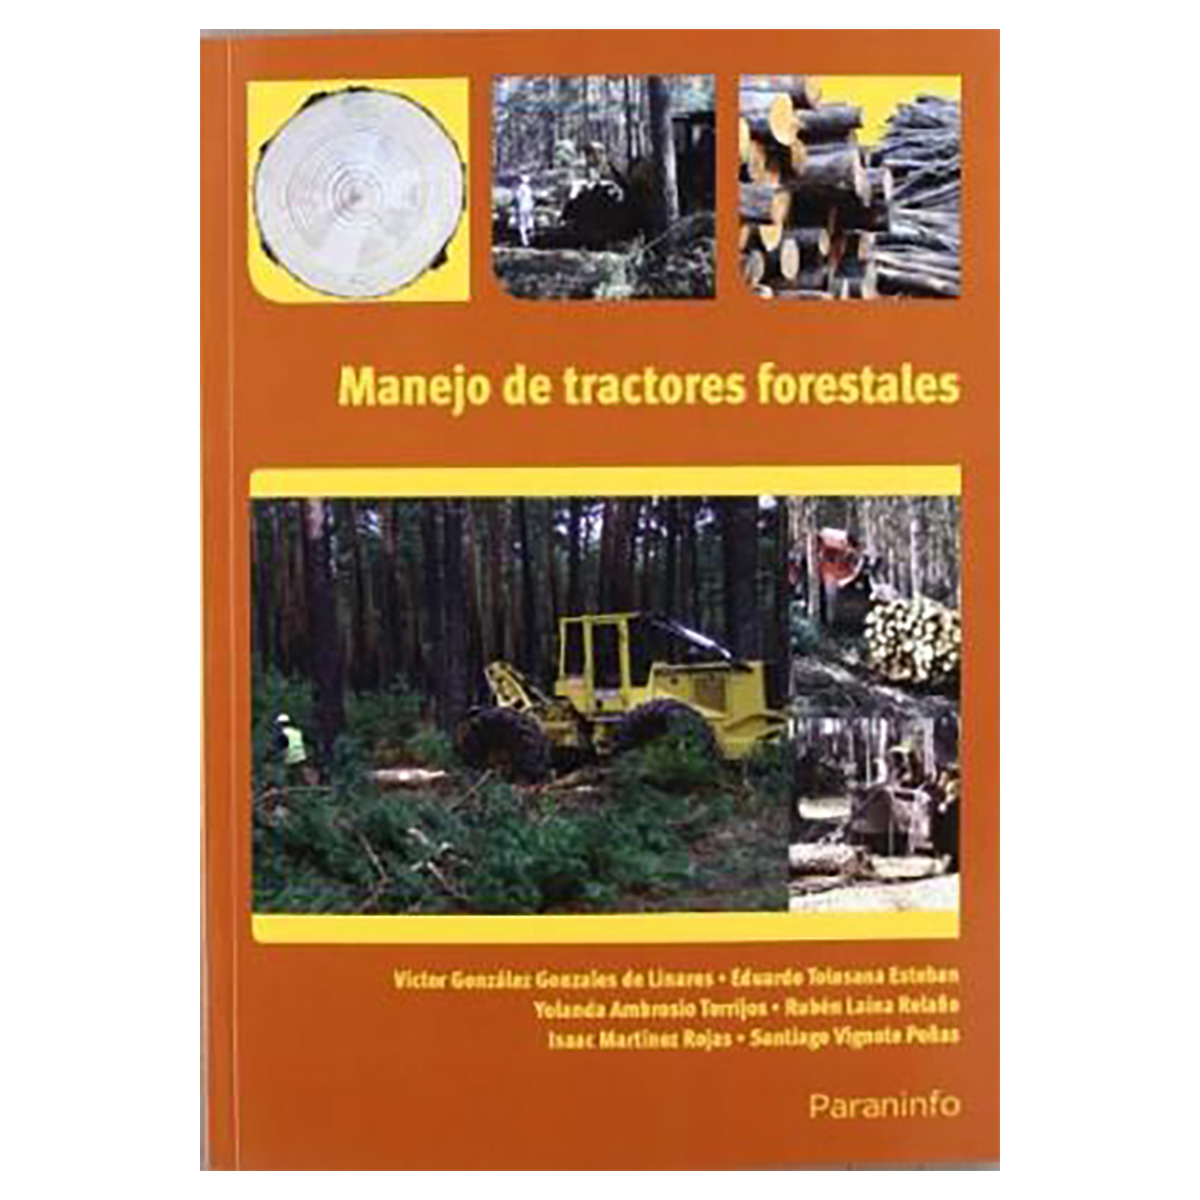 Manejo de tractores forestales
Víctor González Gonzales de Linares • Eduardo Tolosana Esteban
Yolanda Ambrosio Torrijos • Rubén Laina Relaño
Isaac Martínez Rojas • Santiago Vignote Peñas
Paraninfo